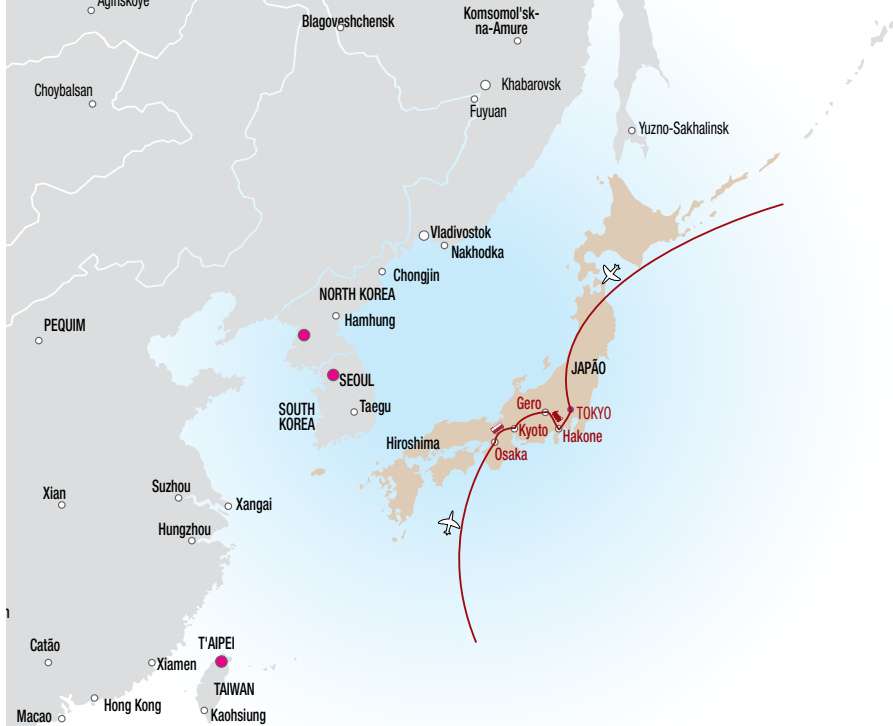 Aginskoye
Blagoveshchensk
Komsomol'sk-
na-Amure
Choybalsan
Khabarovsk
Fuyuan
Yuzno-Sakhalinsk
Vladivostok
Nakhodka
Chongjin
NORTH KOREA
Hamhung
PEQUIM
JAPÃO
SEOUL
SOUTH
KOREA
Taegu
Gero
TOKYO
Kyoto
Hakone
Hiroshima
Osaka
Xian
Suzhou
Xangai
Hungzhou
Catão
T'AIPEI
Xiamen
TAIWAN
Hong Kong
Macao
Kaohsiung